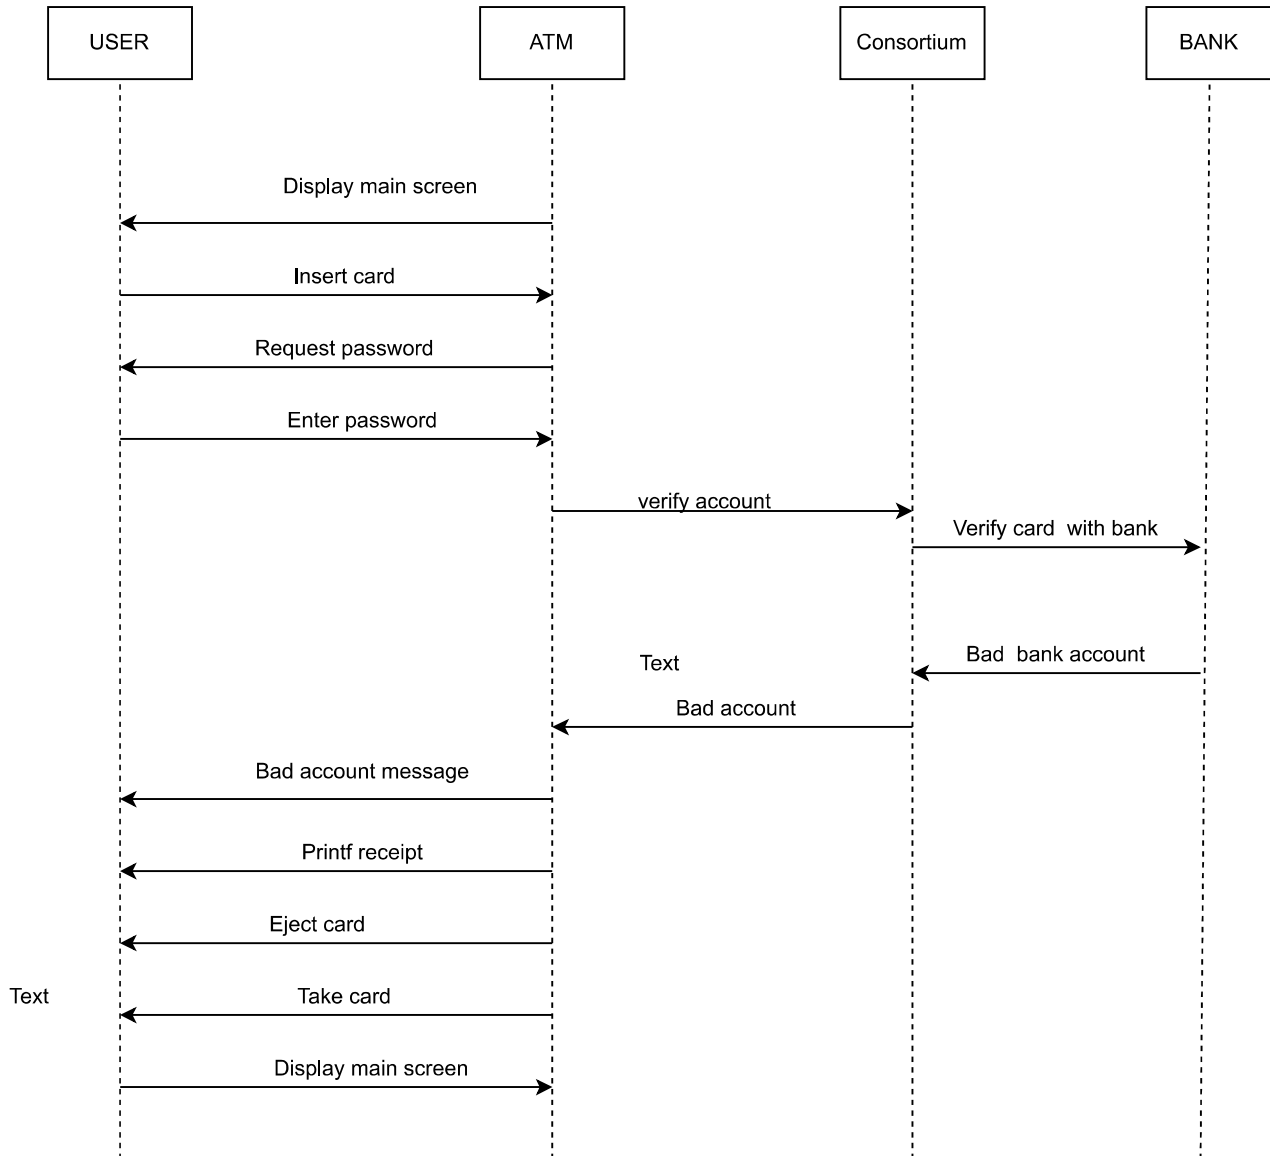 USER
ATM
Consortium
BANK
Display main screen
Insert card
Request password
Enter password
verify account
Verify card  with bank
Text
Bad  bank account
Bad account
Bad account message
Printf receipt
Eject card
Text
Take card
Display main screen